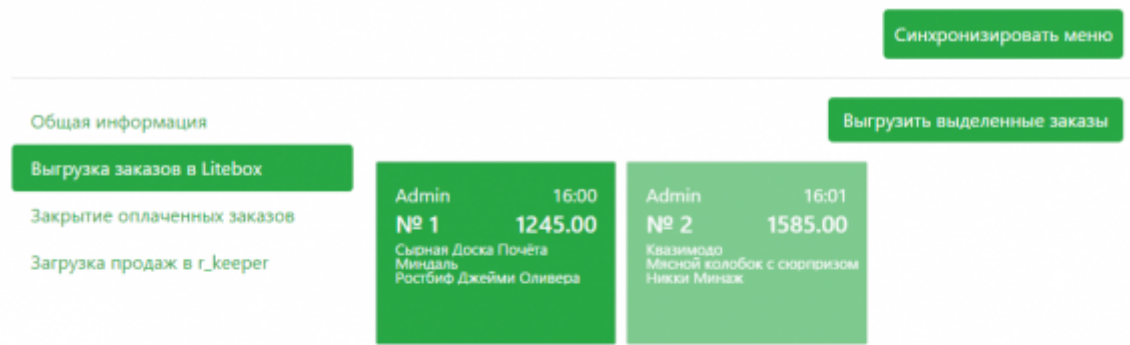 Синхронизировать меню
Общая информация
Выгрузить выделенные заказы
Выгрузка заказов в Litebox
Закрытие оплаченных заказов
Загрузка продаж в r_keeper
Admin 16:00
№ 1 1245.00
Сырная Доска Почёта
Миндаль
Ростбиф Джейми Оливера
Admin 16:01
№ 2 1585.00
Квазимодо
Мясной колобок с сюрпризом
Никки Минаж